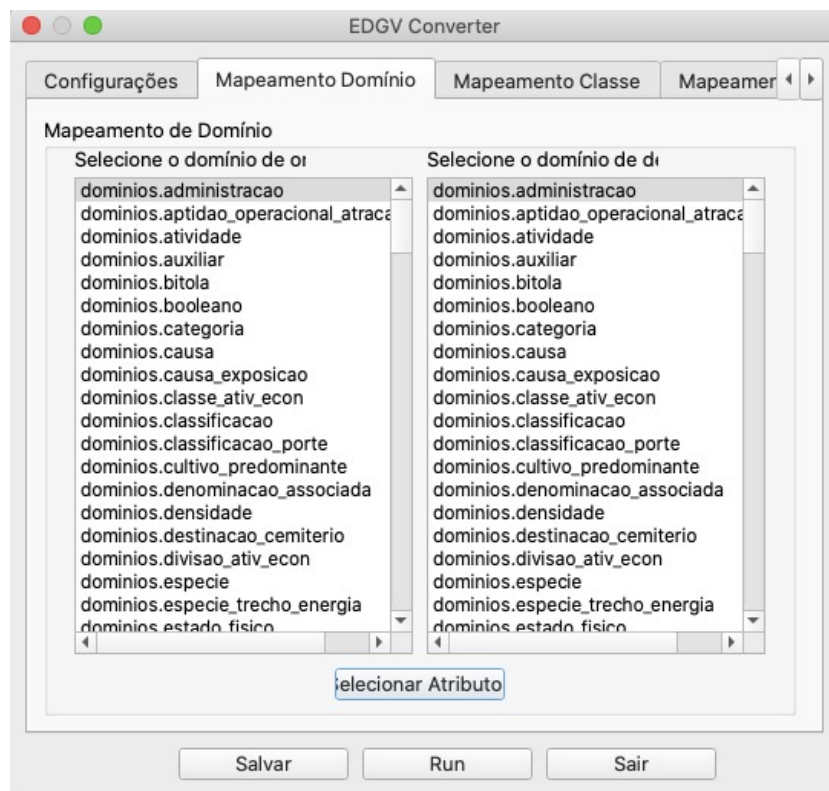 EDGV Converter
Configurações
Mapeamento Domínio
Mapeamento Classe
Mapeamer
Mapeamento de Domínio
Selecione o domínio de or
dominios.administracao
dominios.aptidao_operacional_atraca
dominios.atividade
dominios.auxiliar
dominios.bitola
dominios.booleano
dominios.categoria
dominios.causa
dominios.causa_exposicao
dominios.classe_ativ_econ
dominios.classificacao
dominios.classificacao_porte
dominios.cultivo_predominante
dominios.denominacao_associada
dominios.densidade
dominios.destinacao_cemiterio
dominios.divisao_ativ_econ
dominios.especie
dominios.especie_trecho_energia
dominios.estado_fisico
Selecione o domínio de de
dominios.administracao
dominios.aptidao_operacional_atraca
dominios.atividade
dominios.auxiliar
dominios.bitola
dominios.booleano
dominios.categoria
dominios.causa
dominios.causa_exposicao
dominios.classe_ativ_econ
dominios.classificacao
dominios.classificacao_porte
dominios.cultivo_predominante
dominios.denominacao_associada
dominios.densidade
dominios.destinacao_cemiterio
dominios.divisao_ativ_econ
dominios.especie
dominios.especie_trecho_energia
dominios.estado_fisico
Selecionar Atributo
Salvar
Run
Sair